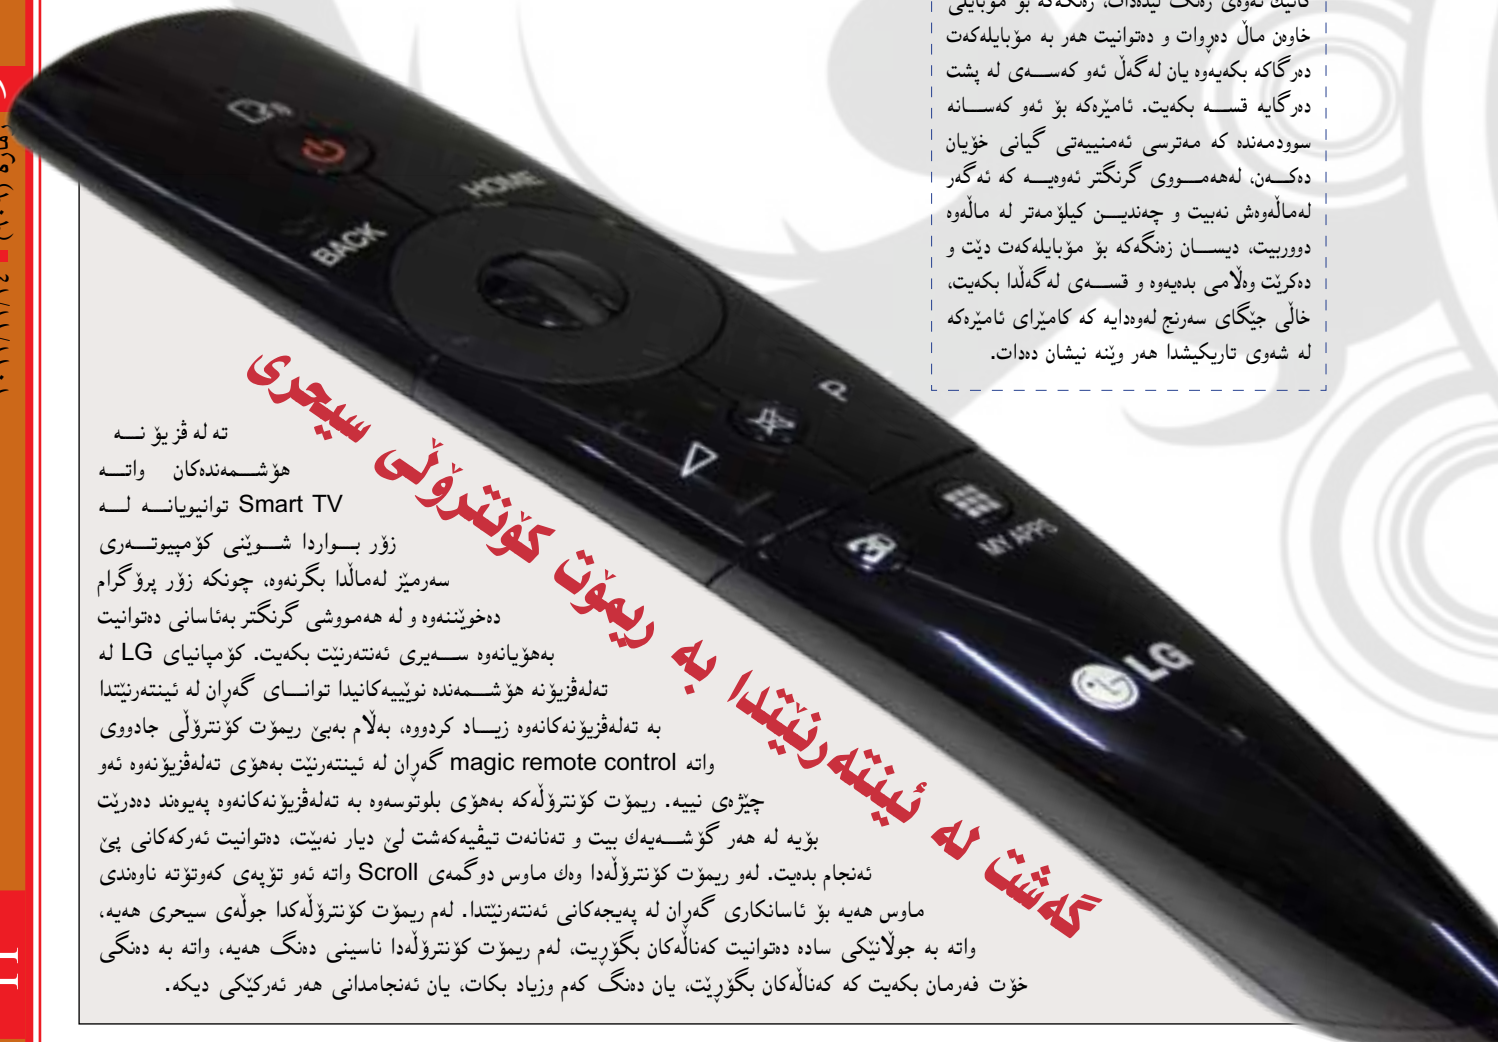 خاوەن ماڵ دەڕوات و دەتوانیت هەر بە مۆبایلەکەت
دەرگاکە بکەیەوە یان لەگەڵ ئەو کەسەی لە پشت
دەرگایە قسە بکەیت. ئامێرەکە بۆ ئەو کەسانە
سوودمەندە کە مەترسی ئەمنییەتی گیانی خۆیان
دەکەن، لەهەمووی گرنگتر ئەوەیە کە ئەگەر
لەماڵەوەش نەبیت و چەندین کیلۆمەتر لە ماڵەوە
دووربیت، دیسان زەنگەکە بۆ مۆبایلەکەت دێت و
دەکرێت وەڵامی بدەیەوە و قسەی لەگەڵدا بکەیت،
خاڵی جێگای سەرنج لەوەدایە کە کامێرای ئامێرەکە
لە شەوی تاریکیشدا هەر وێنە نیشان دەدات.
گەشت لە ئینتەرنێتدا بە ریمۆت کۆنترۆڵی سیحری
تەلەڤزیۆنە
هۆشمەندەکان واتە
Smart TV توانیویانە لە
زۆر بواردا شوێنی کۆمپیوتەری
سەرمێز لەماڵدا بگرنەوە، چونکە زۆر پرۆگرام
دەخوێننەوە و لە هەمووشی گرنگتر بەئاسانی دەتوانیت
بەهۆیانەوە سەیری ئەنتەرنێت بکەیت. کۆمپانیای LG لە
تەلەڤزیۆنە هۆشمەندە نوێییەکانیدا توانای گەڕان لە ئینتەرنێتدا
بە تەلەڤزیۆنەکانەوە زیاد کردووە، بەڵام بەبێ ریمۆت کۆنترۆڵی جادووی
واتە magic remote control گەڕان لە ئینتەرنێت بەهۆی تەلەڤزیۆنەوە ئەو
چێژەی نییە. ریمۆت کۆنترۆڵەکە بەهۆی بلوتوسەوە بە تەلەڤزیۆنەکانەوە پەیوەند دەدرێت
بۆیە لە هەر گۆشەیەك بیت و تەنانەت تیڤیەکەشت لێ دیار نەبێت، دەتوانیت ئەرکەکانی پێ
ئەنجام بدەیت. لەو ریمۆت کۆنترۆڵەدا وەك ماوس دوگمەی Scroll واتە ئەو تۆپەی کەوتۆتە ناوەندی
ماوس هەیە بۆ ئاسانکاری گەڕان لە پەیجەکانی ئەنتەرنێتدا. لەم ریمۆت کۆنترۆڵەکدا جولەی سیحری هەیە،
واتە بە جوڵانێکی سادە دەتوانیت کەناڵەکان بگۆڕیت، لەم ریمۆت کۆنترۆڵەدا ناسینی دەنگ هەیە، واتە بە دەنگی
خۆت فەرمان بکەیت کە کەناڵەکان بگۆڕێت، یان دەنگ کەم وزیاد بکات، یان ئەنجامدانی هەر ئەرکێکی دیکە.
HOME
BACK
P
MY APPS
LG
١١